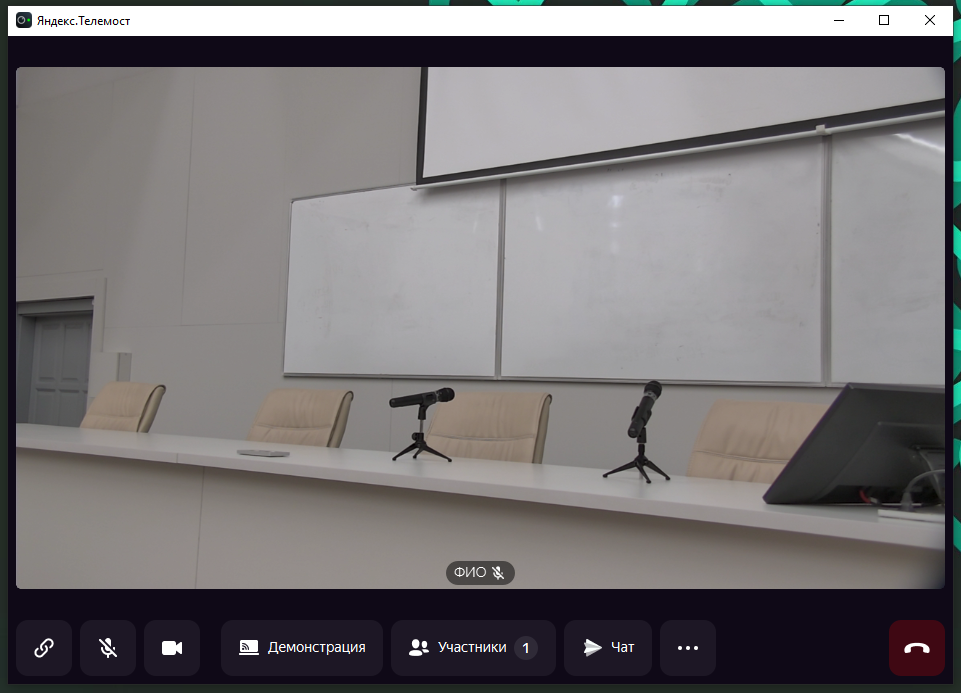 Яндекс.Телемост
ФИО
Демонстрация
Участники 1
Чат